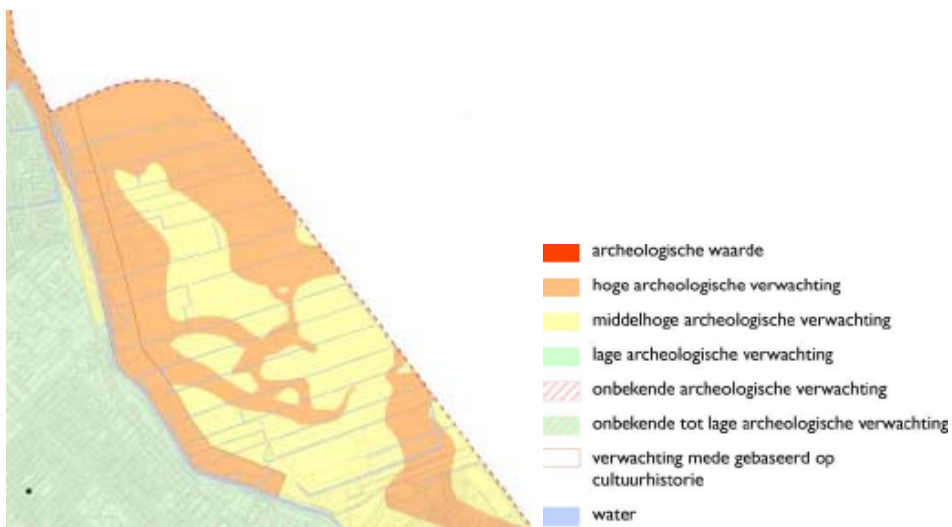 archeologische waarde
hoge archeologische verwachting
middelhoge archeologische verwachting
lage archeologische verwachting
onbekende archeologische verwachting
onbekende tot lage archeologische verwachting
verwachting mede gebaseerd op
cultuurhistorie
water